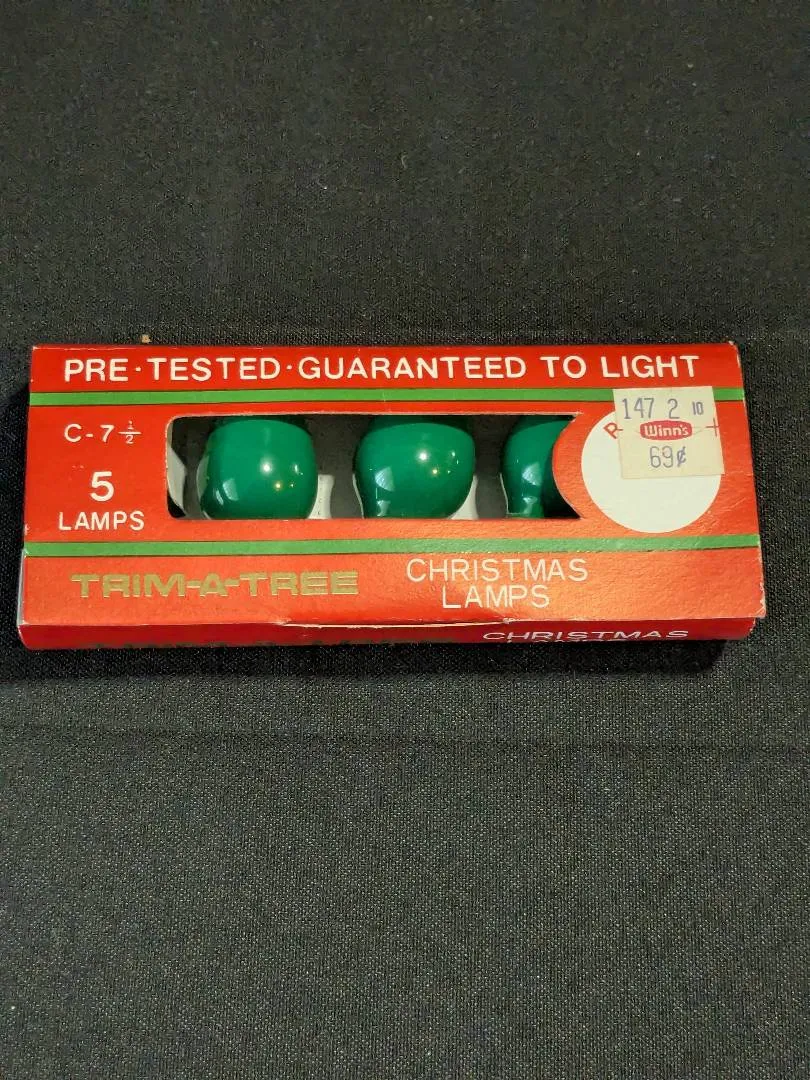 PRE·TESTED·GUARANTEED TO LIGHT
C-7 1/2
5
LAMPS
147 2 10
Winn's
69¢
TRIM-A-TREE
CHRISTMAS
LAMPS
CHRISTMAS